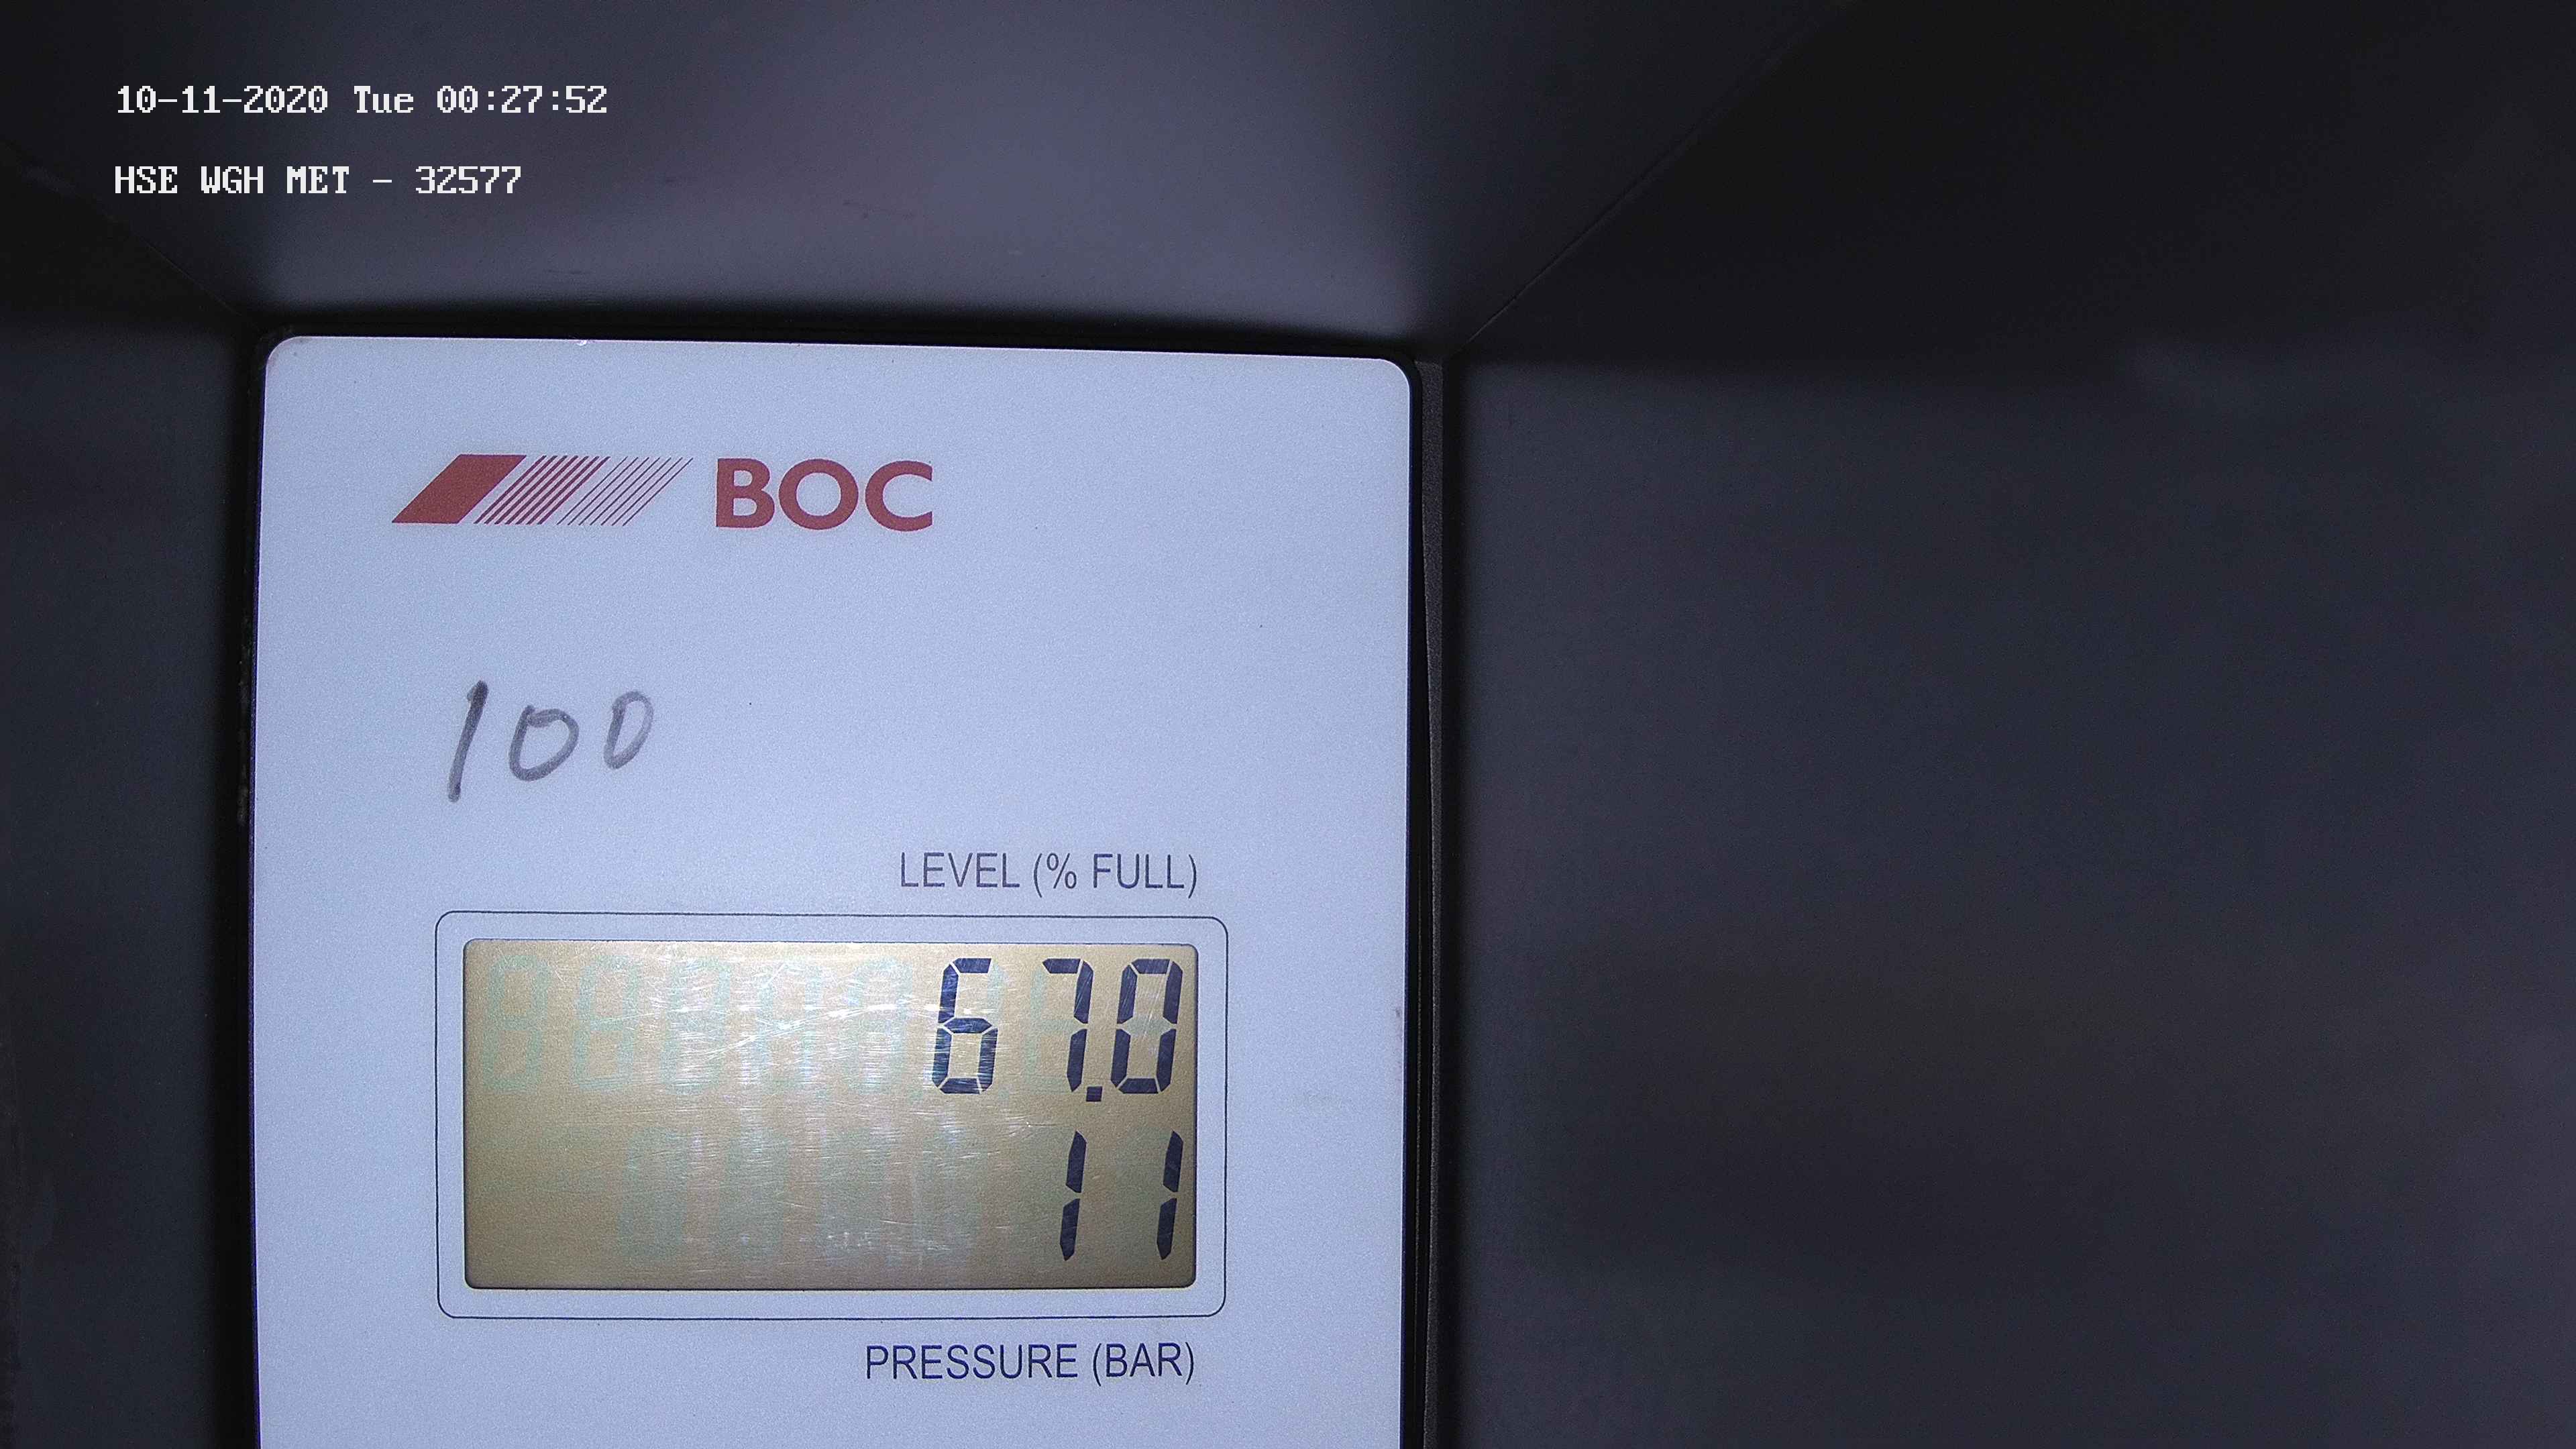 10-11-2020 Tue 00:27:52
HSE WGH MET - 32577
BOC
100
LEVEL (% FULL)
67.0
11
PRESSURE (BAR)